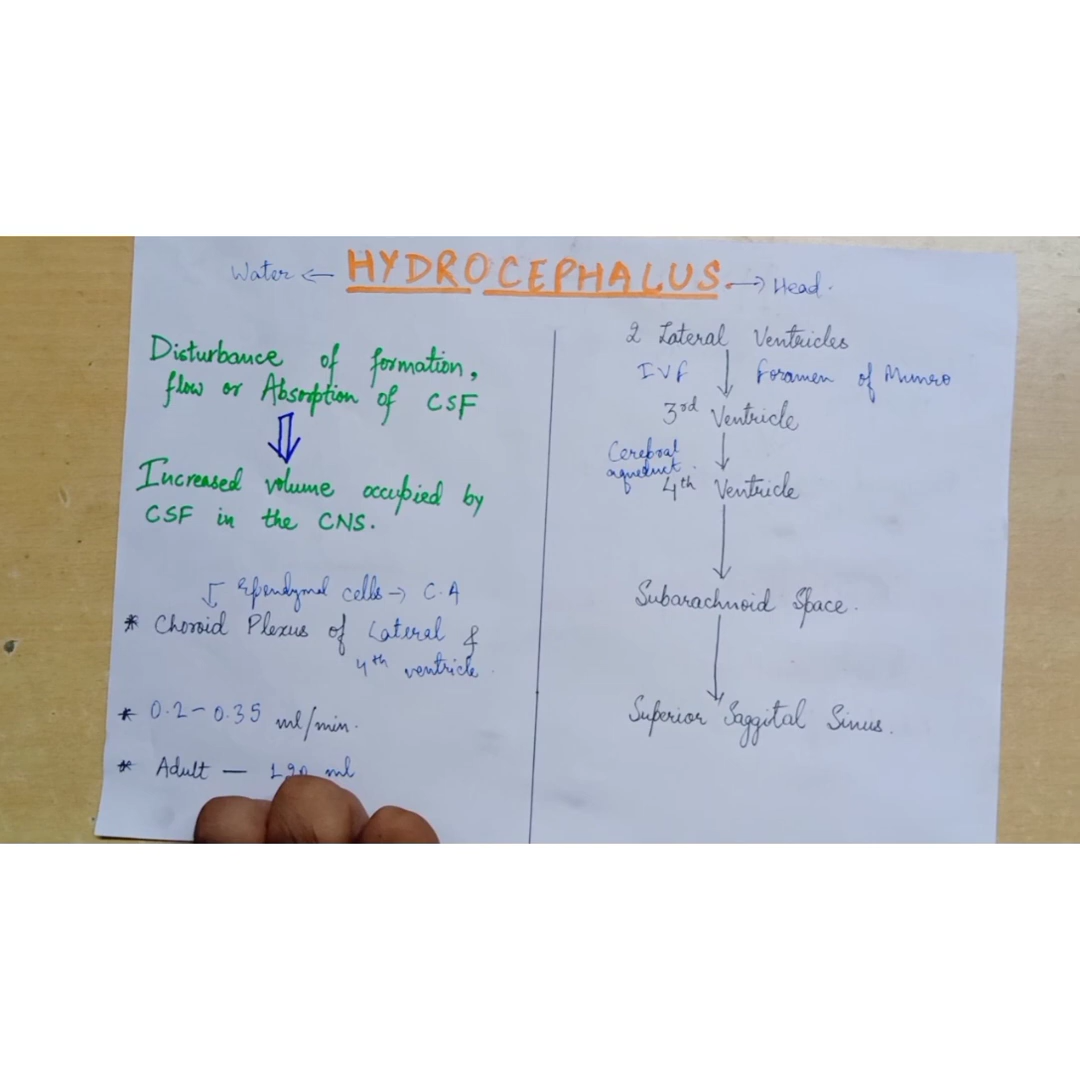 Water ← HYDROCEPHALUS → Head.
Disturbance of formation,
flow or Absorption of CSF
Increased volume occupied by
CSF in the CNS.
Ependymal cells → C.A
* Choroid Plexus of Lateral &
4th ventricle.
* 0.2 - 0.35 ml/min.
* Adult — ml
2 Lateral Ventricles
IVF Foramen of Munro
3rd Ventricle
Cerebral
aqueduct.
4th Ventricle
Subarachnoid Space.
Superior Saggital Sinus.